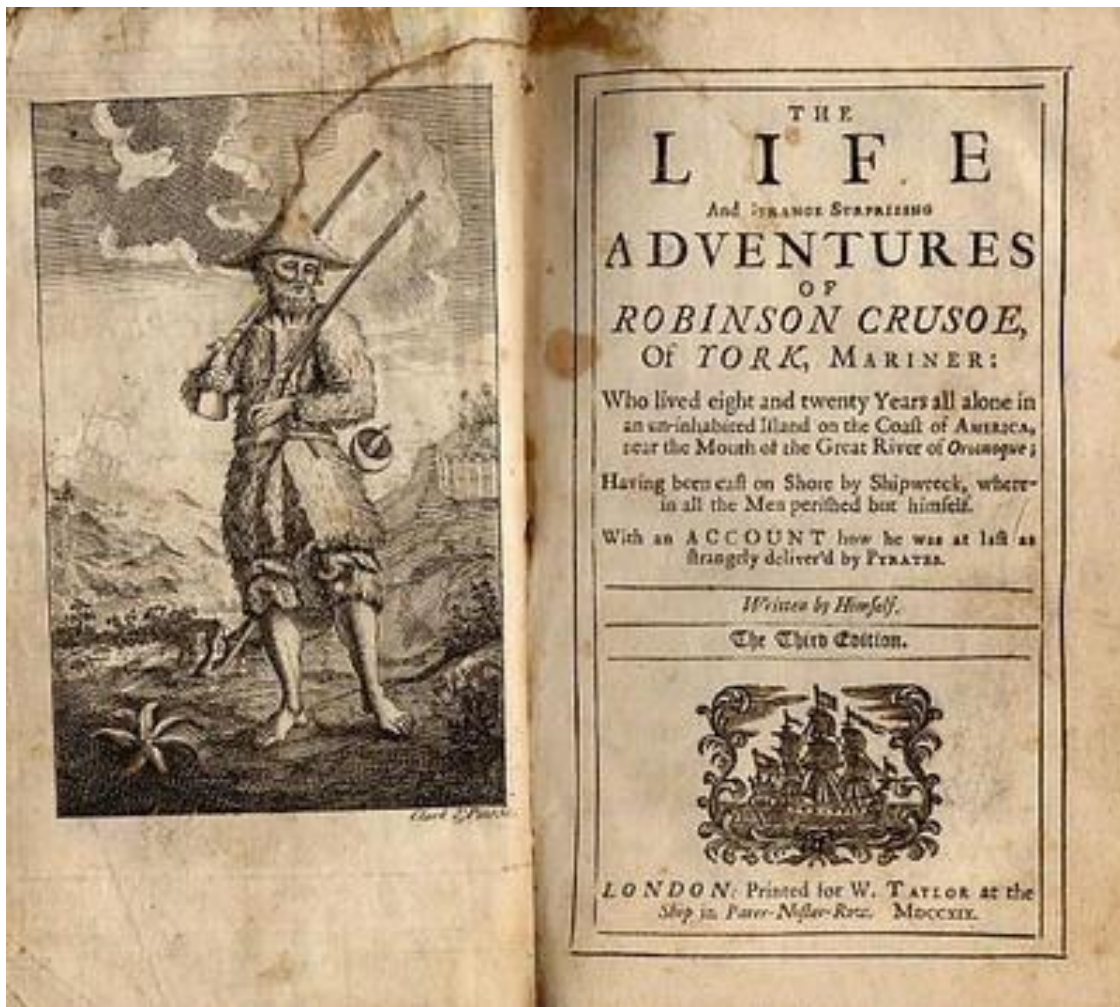 Clark & Pine Sc.
THE
LIFE
And STRANGE SURPRIZING
ADVENTURES
OF
ROBINSON CRUSOE,
Of YORK, MARINER:
Who lived eight and twenty Years all alone in
an un-inhabited Iſland on the Coaſt of AMERICA,
near the Mouth of the Great River of Oroonoque;
Having been caſt on Shore by Shipwreck, where-
in all the Men periſhed but himſelf.
With an ACCOUNT how he was at laſt as
ſtrangely deliver'd by PYRATES.
Written by Himſelf.
The Third Edition.
LONDON: Printed for W. TAYLOR at the
Ship in Pater-Noſter-Row. MDCCXIX.